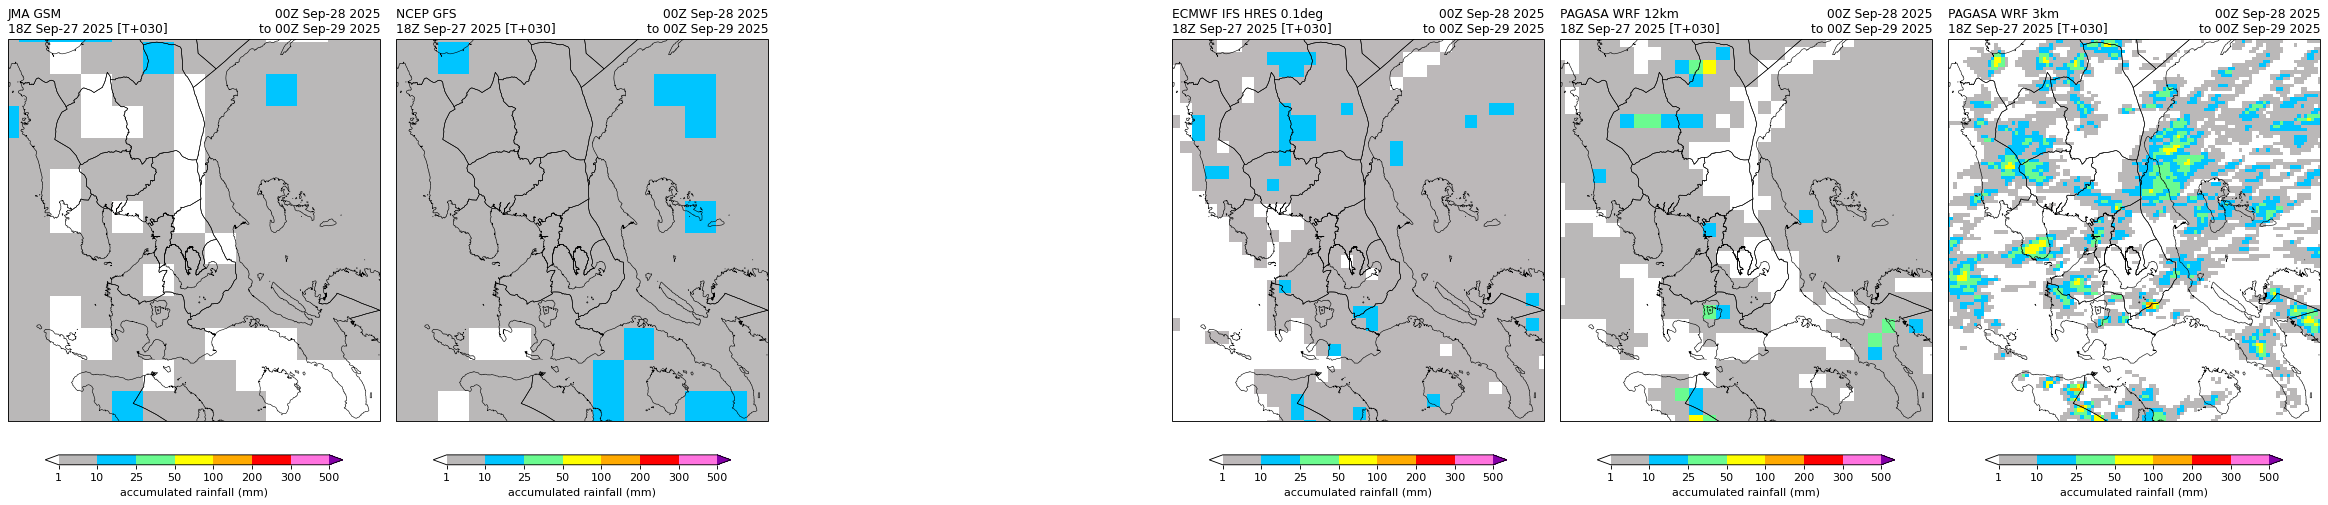 JMA GSM 00Z Sep-28 2025
18Z Sep-27 2025 [T+030] to 00Z Sep-29 2025
1 10 25 50 100 200 300 500
accumulated rainfall (mm)
NCEP GFS 00Z Sep-28 2025
18Z Sep-27 2025 [T+030] to 00Z Sep-29 2025
1 10 25 50 100 200 300 500
accumulated rainfall (mm)
ECMWF IFS HRES 0.1deg 00Z Sep-28 2025
18Z Sep-27 2025 [T+030] to 00Z Sep-29 2025
1 10 25 50 100 200 300 500
accumulated rainfall (mm)
PAGASA WRF 12km 00Z Sep-28 2025
18Z Sep-27 2025 [T+030] to 00Z Sep-29 2025
1 10 25 50 100 200 300 500
accumulated rainfall (mm)
PAGASA WRF 3km 00Z Sep-28 2025
18Z Sep-27 2025 [T+030] to 00Z Sep-29 2025
1 10 25 50 100 200 300 500
accumulated rainfall (mm)